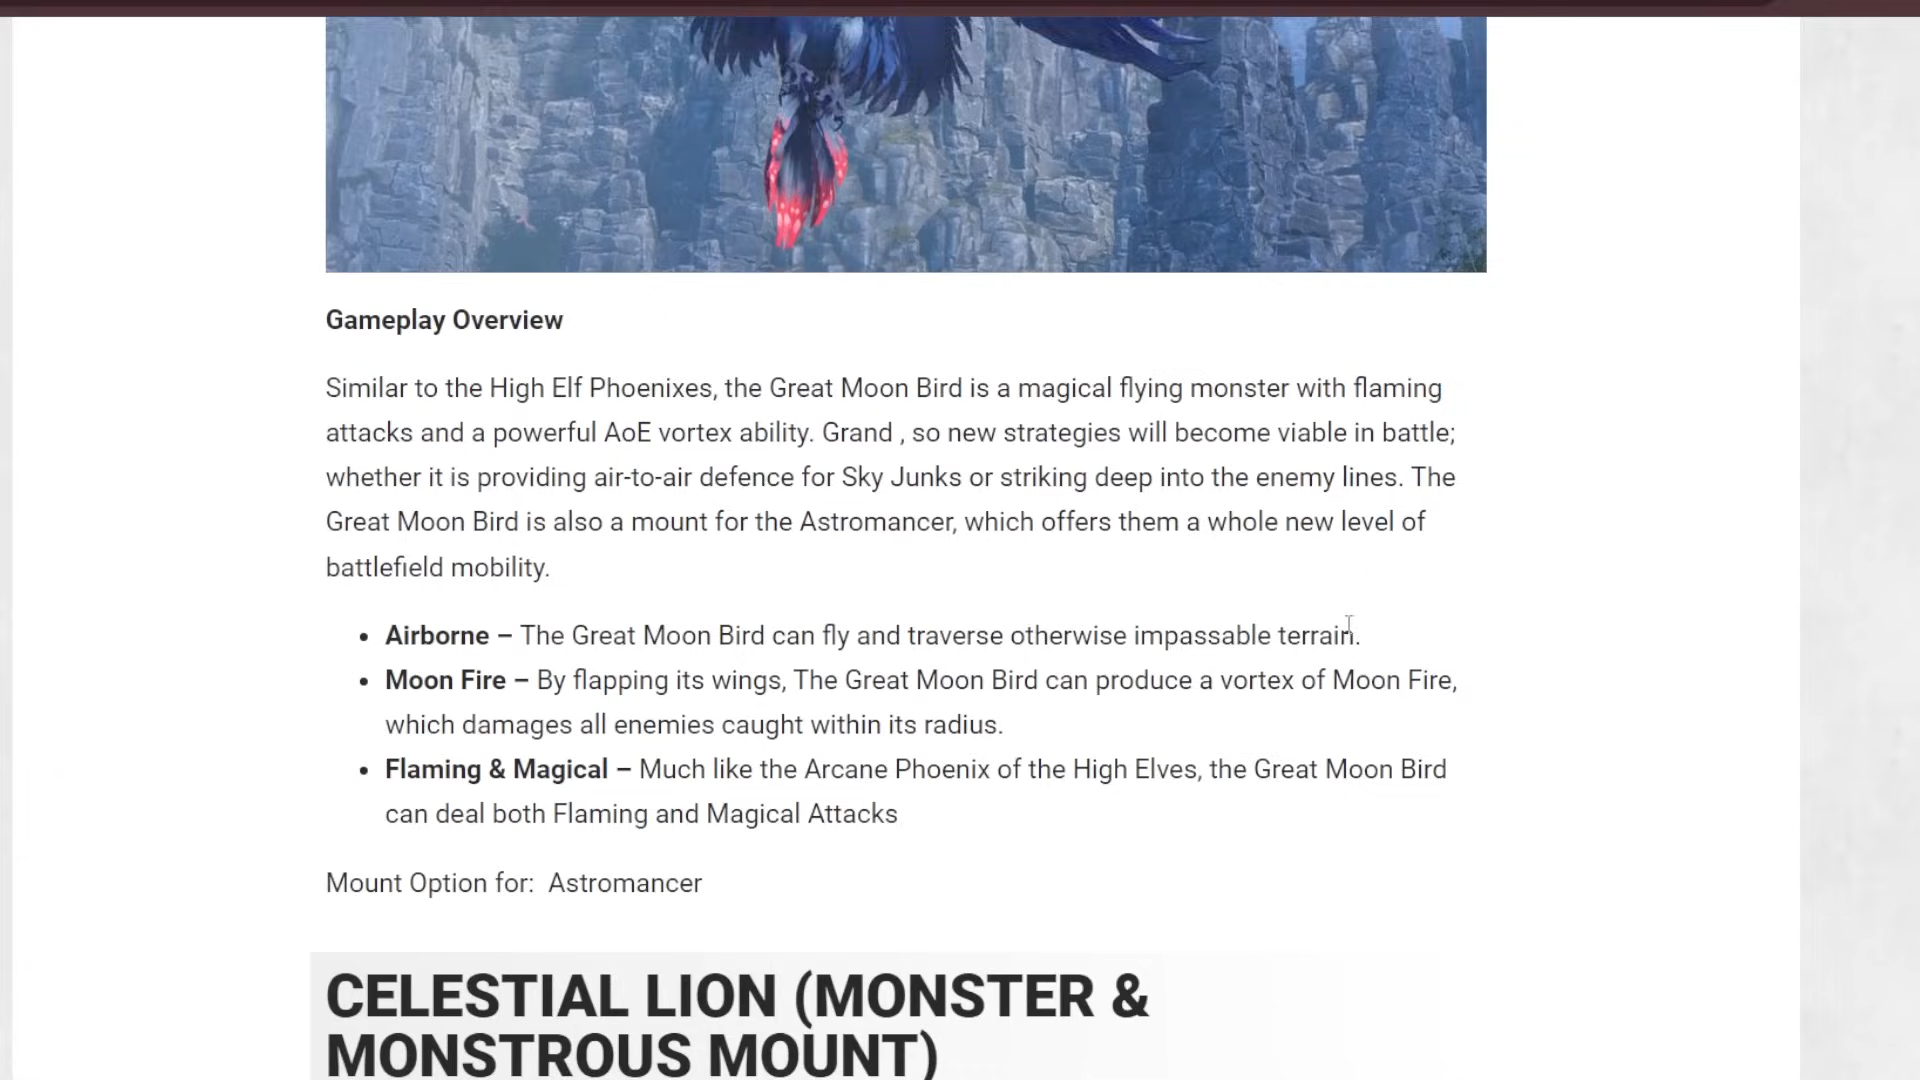 Gameplay Overview
Similar to the High Elf Phoenixes, the Great Moon Bird is a magical flying monster with flaming
attacks and a powerful AoE vortex ability. Grand , so new strategies will become viable in battle;
whether it is providing air-to-air defence for Sky Junks or striking deep into the enemy lines. The
Great Moon Bird is also a mount for the Astromancer, which offers them a whole new level of
battlefield mobility.
• Airborne – The Great Moon Bird can fly and traverse otherwise impassable terrain.
• Moon Fire – By flapping its wings, The Great Moon Bird can produce a vortex of Moon Fire,
which damages all enemies caught within its radius.
• Flaming & Magical – Much like the Arcane Phoenix of the High Elves, the Great Moon Bird
can deal both Flaming and Magical Attacks
Mount Option for:  Astromancer
CELESTIAL LION (MONSTER &
MONSTROUS MOUNT)